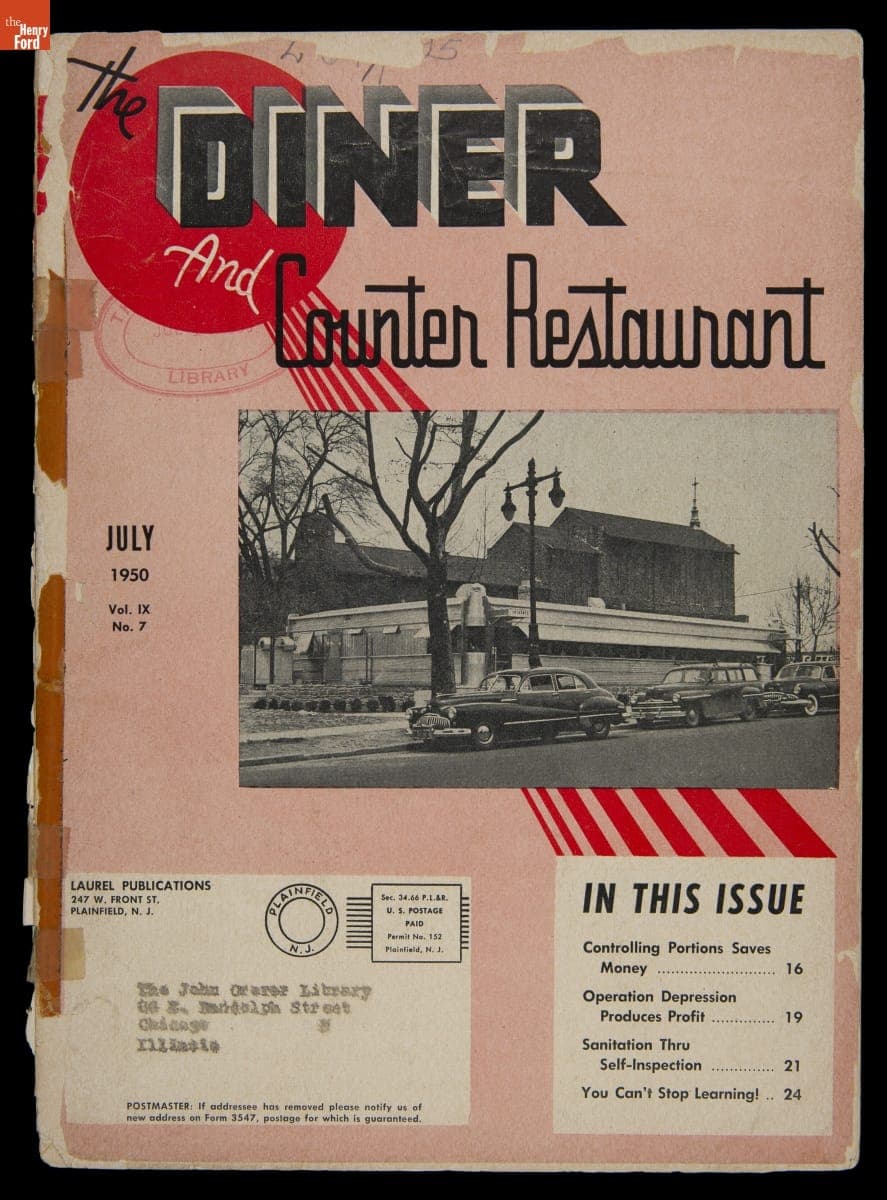 the
Henry
Ford
The
DINER
And
Counter Restaurant
LIBRARY
JULY
1950
Vol. IX
No. 7
LAUREL PUBLICATIONS
247 W. FRONT ST.
PLAINFIELD, N. J.
PLAINFIELD
N.J.
Sec. 34.66 P.L.&R.
U. S. POSTAGE
PAID
Permit No. 152
Plainfield, N. J.
The John Crerar Library
86 E. Randolph Street
Chicago
Illinois
POSTMASTER: If addressee has removed please notify us of
new address on Form 3547, postage for which is guaranteed.
IN THIS ISSUE
Controlling Portions Saves
Money .......................... 16
Operation Depression
Produces Profit .............. 19
Sanitation Thru
Self-Inspection .............. 21
You Can't Stop Learning! .. 24